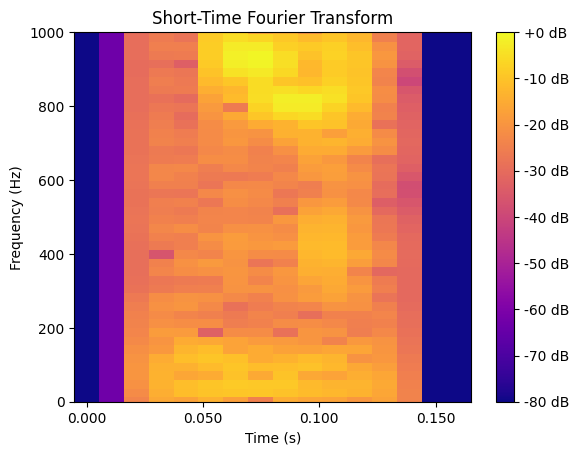 Short-Time Fourier Transform
1000
800
600
400
200
0
Frequency (Hz)
0.000
0.050
0.100
0.150
Time (s)
+0 dB
-10 dB
-20 dB
-30 dB
-40 dB
-50 dB
-60 dB
-70 dB
-80 dB